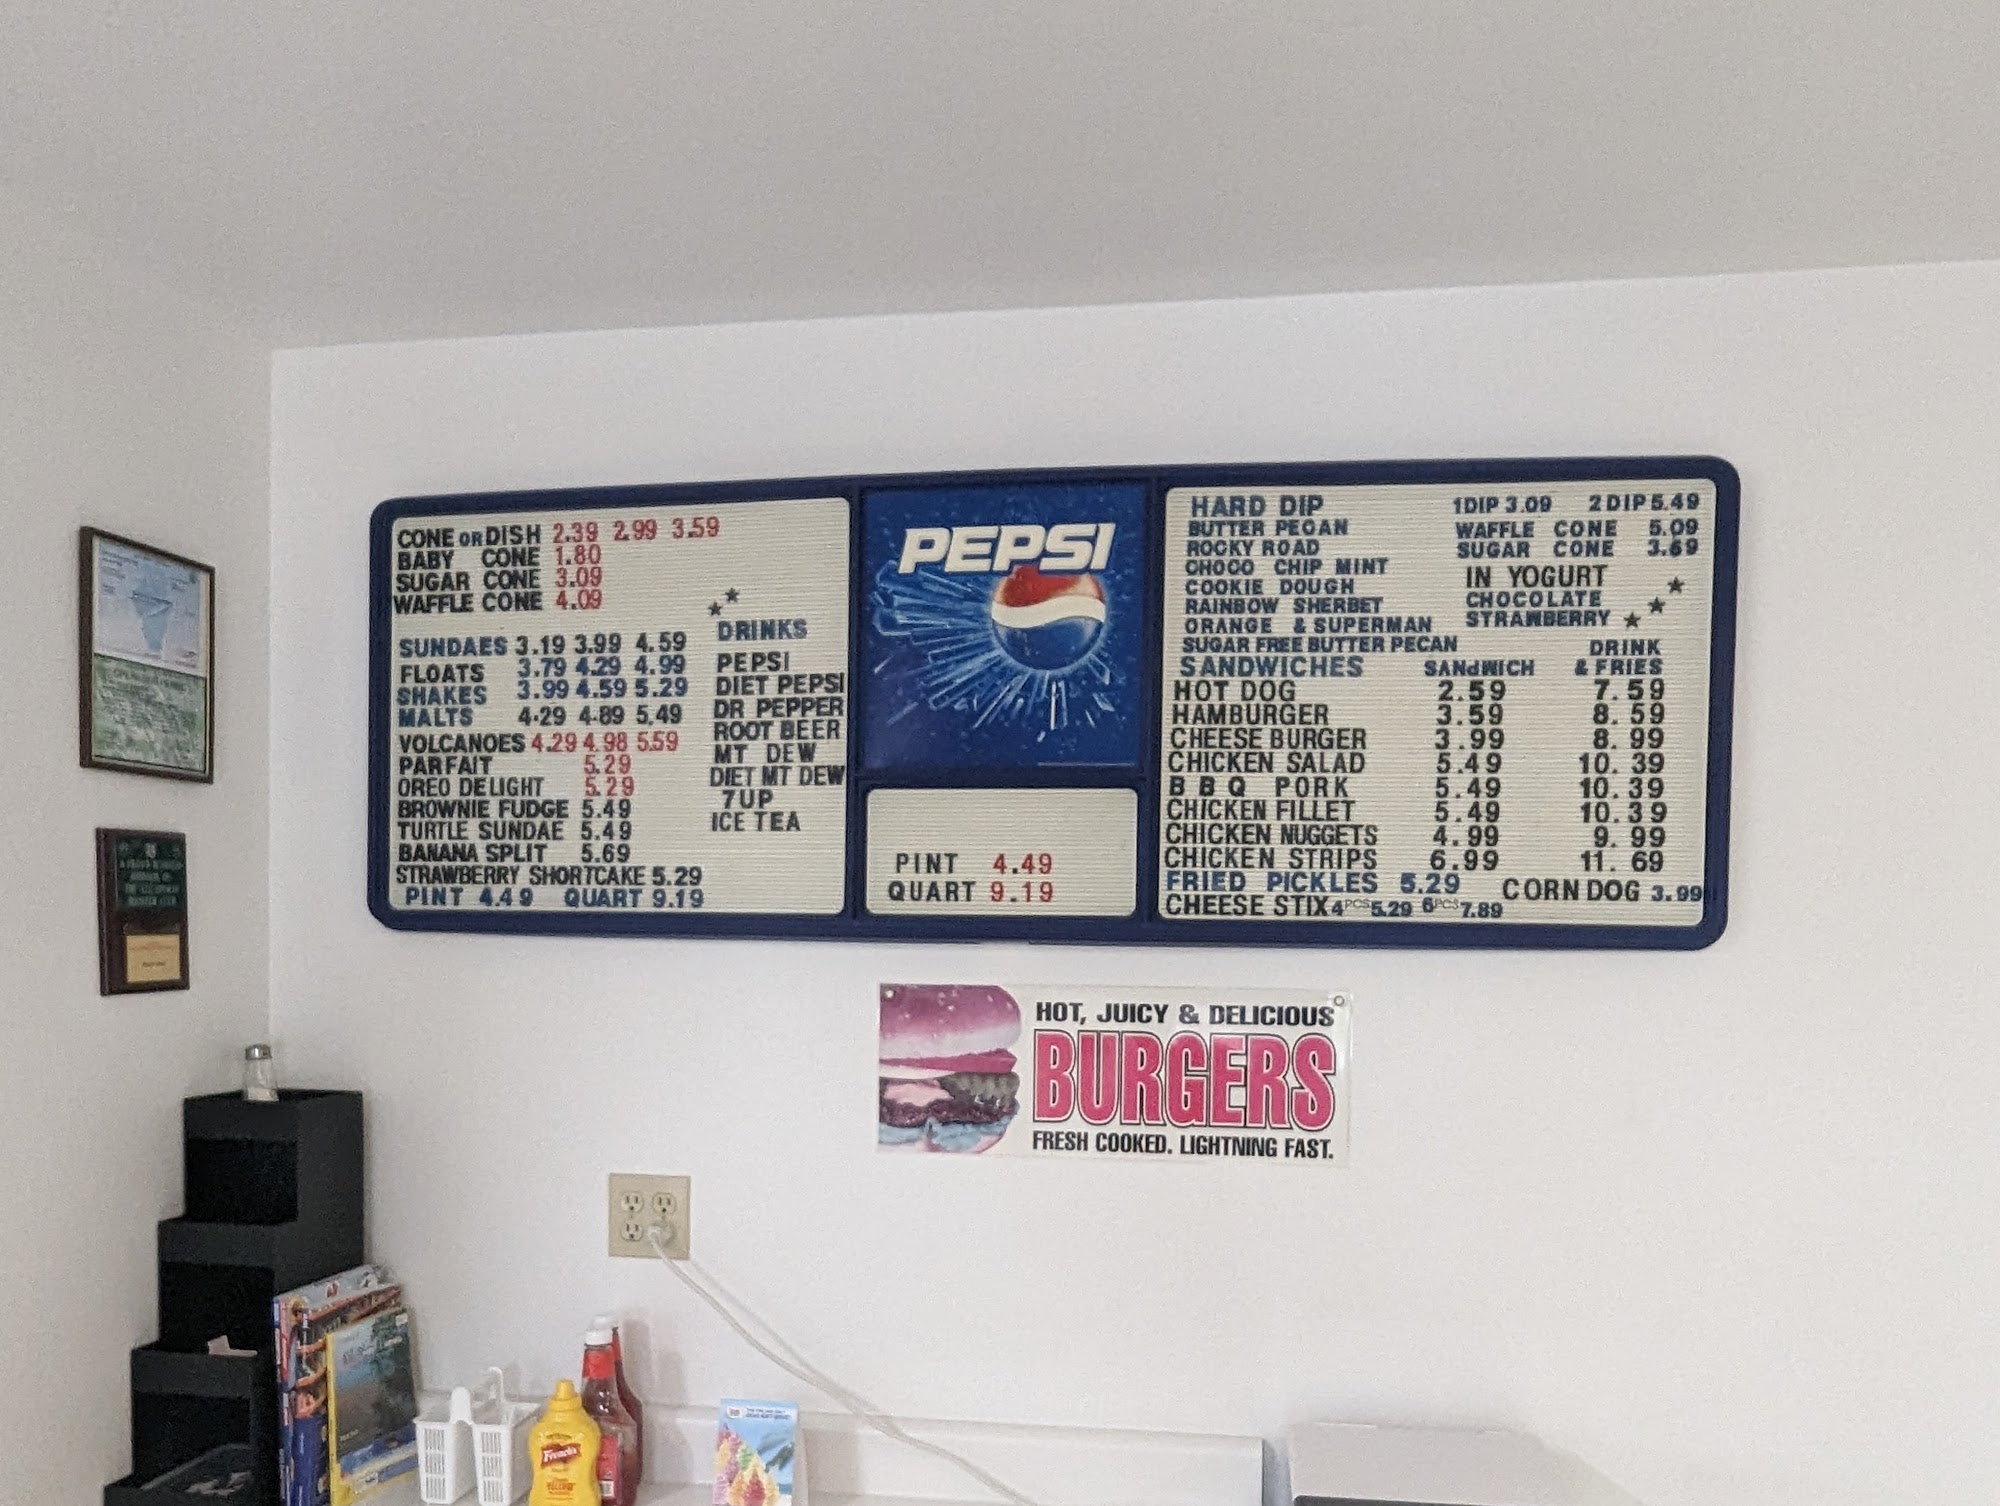 CONE OR DISH 2.39 2.99 3.59
BABY CONE 1.80
SUGAR CONE 3.09
WAFFLE CONE 4.09
SUNDAES 3.19 3.99 4.59
FLOATS 3.79 4.29 4.99
SHAKES 3.99 4.59 5.29
MALTS 4.29 4.89 5.49
VOLCANOES 4.29 4.98 5.59
PARFAIT 5.29
OREO DELIGHT 5.29
BROWNIE FUDGE 5.49
TURTLE SUNDAE 5.49
BANANA SPLIT 5.69
STRAWBERRY SHORTCAKE 5.29
PINT 4.49 QUART 9.19
DRINKS
PEPSI
DIET PEPSI
DR PEPPER
ROOT BEER
MT DEW
DIET MT DEW
7UP
ICE TEA
PEPSI
PINT 4.49
QUART 9.19
HARD DIP 1DIP 3.09 2DIP 5.49
BUTTER PECAN WAFFLE CONE 5.09
ROCKY ROAD SUGAR CONE 3.69
CHOCO CHIP MINT IN YOGURT
COOKIE DOUGH CHOCOLATE
RAINBOW SHERBET STRAWBERRY
ORANGE & SUPERMAN
SUGAR FREE BUTTER PECAN DRINK
SANDWICHES SANdWICH & FRIES
HOT DOG 2.59 7.59
HAMBURGER 3.59 8.59
CHEESE BURGER 3.99 8.99
CHICKEN SALAD 5.49 10.39
B B Q PORK 5.49 10.39
CHICKEN FILLET 5.49 10.39
CHICKEN NUGGETS 4.99 9.99
CHICKEN STRIPS 6.99 11.69
FRIED PICKLES 5.29 CORN DOG 3.99
CHEESE STIX 4PCS 5.29 6PCS 7.89
HOT, JUICY & DELICIOUS
BURGERS
FRESH COOKED. LIGHTNING FAST.
French's